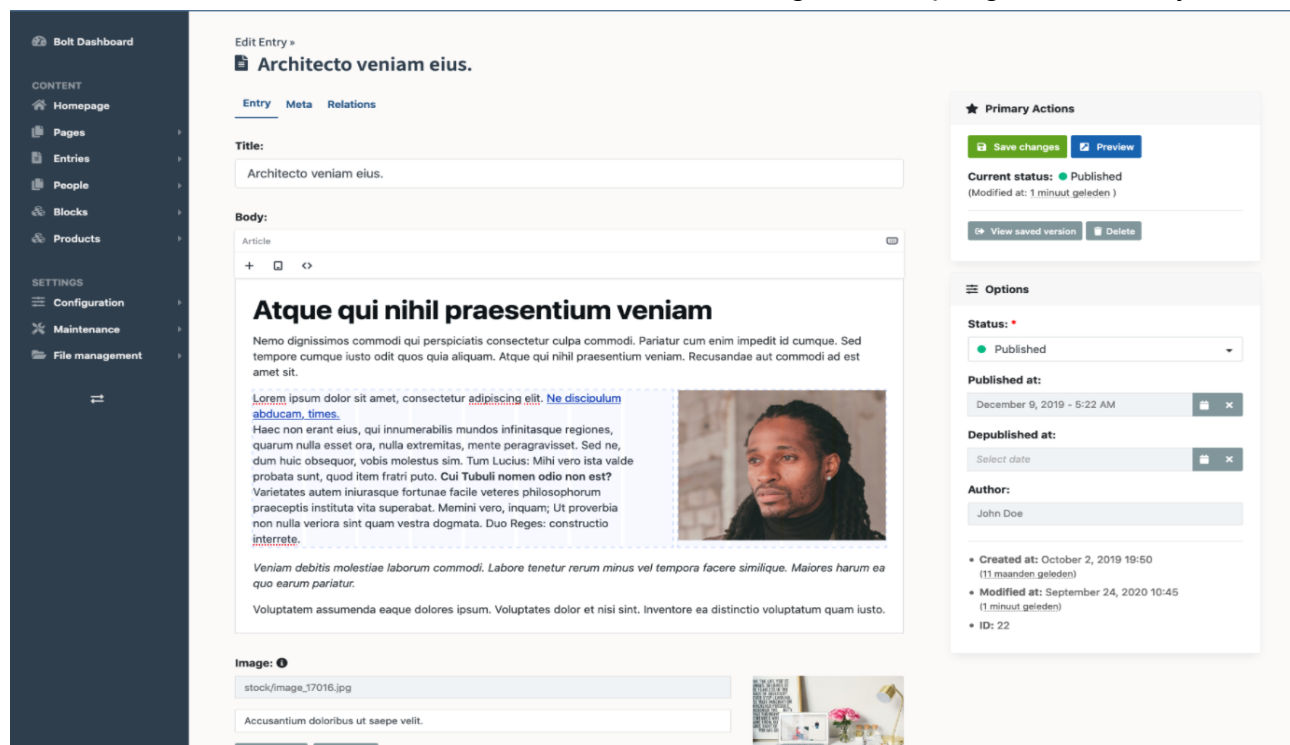 Bolt Dashboard
CONTENT
Homepage
Pages
Entries
People
Blocks
Products
SETTINGS
Configuration
Maintenance
File management
Edit Entry »
Architecto veniam eius.
Entry Meta Relations
Title:
Architecto veniam eius.
Body:
Article
Atque qui nihil praesentium veniam
Nemo dignissimos commodi qui perspiciatis consectetur culpa commodi. Pariatur cum enim impedit id cumque. Sed
tempore cumque iusto odit quos quia aliquam. Atque qui nihil praesentium veniam. Recusandae aut commodi ad est
amet sit.
Lorem ipsum dolor sit amet, consectetur adipiscing elit. Ne discipulum
abducam, times.
Haec non erant eius, qui innumerabilis mundos infinitasque regiones,
quarum nulla esset ora, nulla extremitas, mente peragravisset. Sed ne,
dum huic obsequor, vobis molestus sim. Tum Lucius: Mihi vero ista valde
probata sunt, quod item fratri puto. Cui Tubuli nomen odio non est?
Varietates autem iniurasque fortunae facile veteres philosophorum
praeceptis instituta vita superabat. Memini vero, inquam; Ut proverbia
non nulla veriora sint quam vestra dogmata. Duo Reges: constructio
interrete.
Veniam debitis molestiae laborum commodi. Labore tenetur rerum minus vel tempora facere similique. Maiores harum ea
quo earum pariatur.
Voluptatem assumenda eaque dolores ipsum. Voluptates dolor et nisi sint. Inventore ea distinctio voluptatum quam iusto.
Image:
stock/image_17016.jpg
Accusantium doloribus ut saepe velit.
Primary Actions
Save changes Preview
Current status: Published
(Modified at: 1 minuut geleden )
View saved version Delete
Options
Status: *
Published
Published at:
December 9, 2019 - 5:22 AM
Depublished at:
Select date
Author:
John Doe
• Created at: October 2, 2019 19:50
(11 maanden geleden)
• Modified at: September 24, 2020 10:45
(1 minuut geleden)
• ID: 22